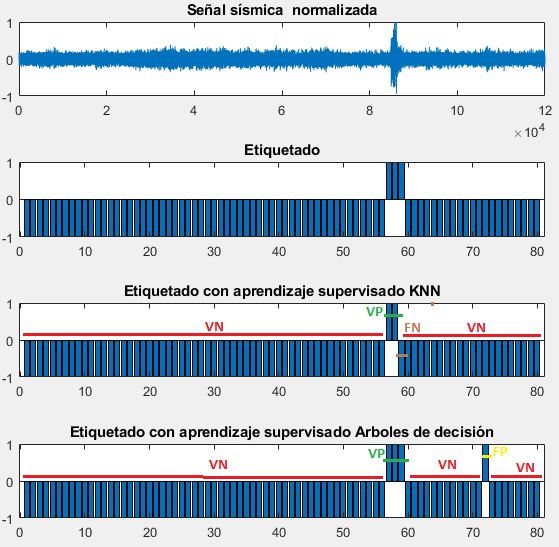 Señal sísmica normalizada
1
0
-1
0 2 4 6 8 10 12
×10⁴
Etiquetado
1
0
-1
0 10 20 30 40 50 60 70 80
Etiquetado con aprendizaje supervisado KNN
1
0
-1
VN VP FN VN
0 10 20 30 40 50 60 70 80
Etiquetado con aprendizaje supervisado Arboles de decisión
1
0
-1
VN VP VN FP VN
0 10 20 30 40 50 60 70 80